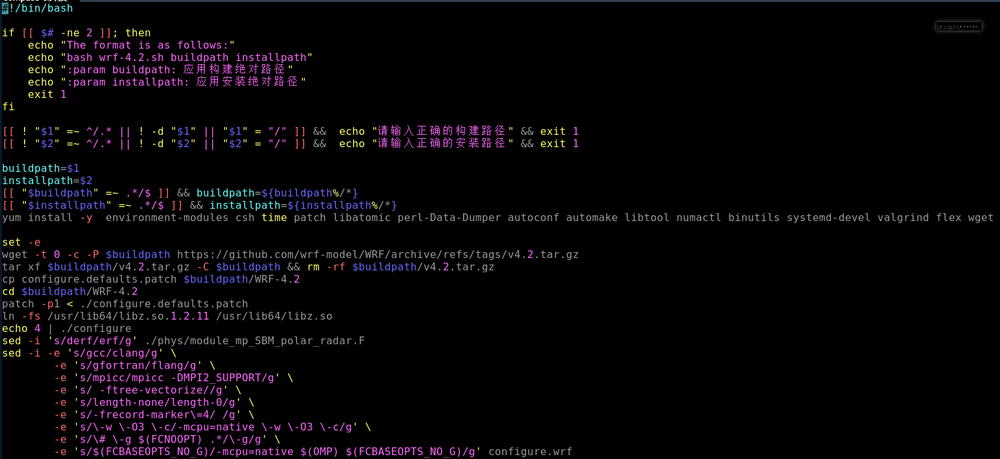 #!/bin/bash

if [[ $# -ne 2 ]]; then
    echo "The format is as follows:"
    echo "bash wrf-4.2.sh buildpath installpath"
    echo ":param buildpath: 应用构建绝对路径"
    echo ":param installpath: 应用安装绝对路径"
    exit 1
fi

[[ ! "$1" =~ ^/.* || ! -d "$1" || "$1" = "/" ]] &&  echo "请输入正确的构建路径" && exit 1
[[ ! "$2" =~ ^/.* || ! -d "$2" || "$2" = "/" ]] &&  echo "请输入正确的安装路径" && exit 1

buildpath=$1
installpath=$2
[[ "$buildpath" =~ .*/$ ]] && buildpath=${buildpath%/*}
[[ "$installpath" =~ .*/$ ]] && installpath=${installpath%/*}
yum install -y  environment-modules csh time patch libatomic perl-Data-Dumper autoconf automake libtool numactl binutils systemd-devel valgrind flex wget

set -e
wget -t 0 -c -P $buildpath https://github.com/wrf-model/WRF/archive/refs/tags/v4.2.tar.gz
tar xf $buildpath/v4.2.tar.gz -C $buildpath && rm -rf $buildpath/v4.2.tar.gz
cp configure.defaults.patch $buildpath/WRF-4.2
cd $buildpath/WRF-4.2
patch -p1 < ./configure.defaults.patch
ln -fs /usr/lib64/libz.so.1.2.11 /usr/lib64/libz.so
echo 4 | ./configure
sed -i 's/derf/erf/g' ./phys/module_mp_SBM_polar_radar.F
sed -i -e 's/gcc/clang/g' \
        -e 's/gfortran/flang/g' \
        -e 's/mpicc/mpicc -DMPI2_SUPPORT/g' \
        -e 's/ -ftree-vectorize//g' \
        -e 's/length-none/length-0/g' \
        -e 's/-frecord-marker\=4/ /g' \
        -e 's/\-w \-O3 \-c/-mcpu=native \-w \-O3 \-c/g' \
        -e 's/\# \-g $(FCNOOPT) .*/\-g/g' \
        -e 's/$(FCBASEOPTS_NO_G)/-mcpu=native $(OMP) $(FCBASEOPTS_NO_G)/g' configure.wrf